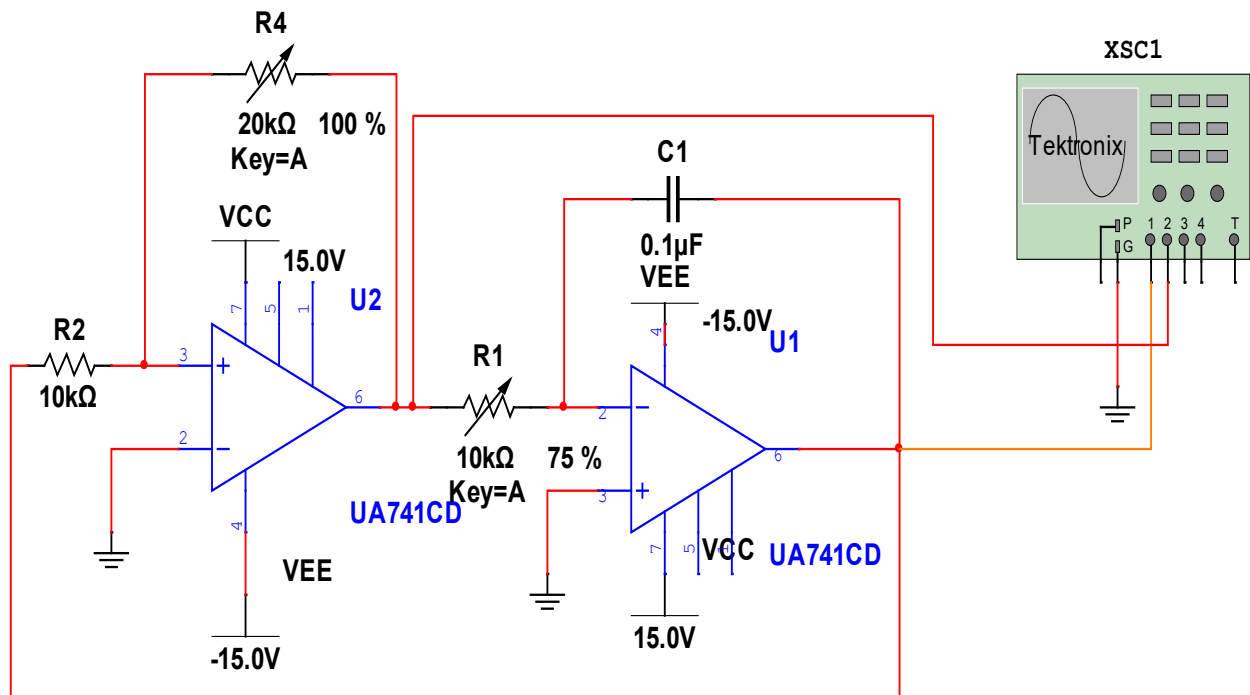 R4
XSC1
20kΩ 100 %
Key=A
Tektronix
C1
P 1 2 3 4 T
G
VCC
0.1µF
15.0V
VEE
U2
7 5 1
-15.0V
4
U1
R2
3
R1
10kΩ
6
2
2
10kΩ 75 %
6
Key=A
3
UA741CD
4
VEE
7 5 VCC 1
UA741CD
15.0V
-15.0V